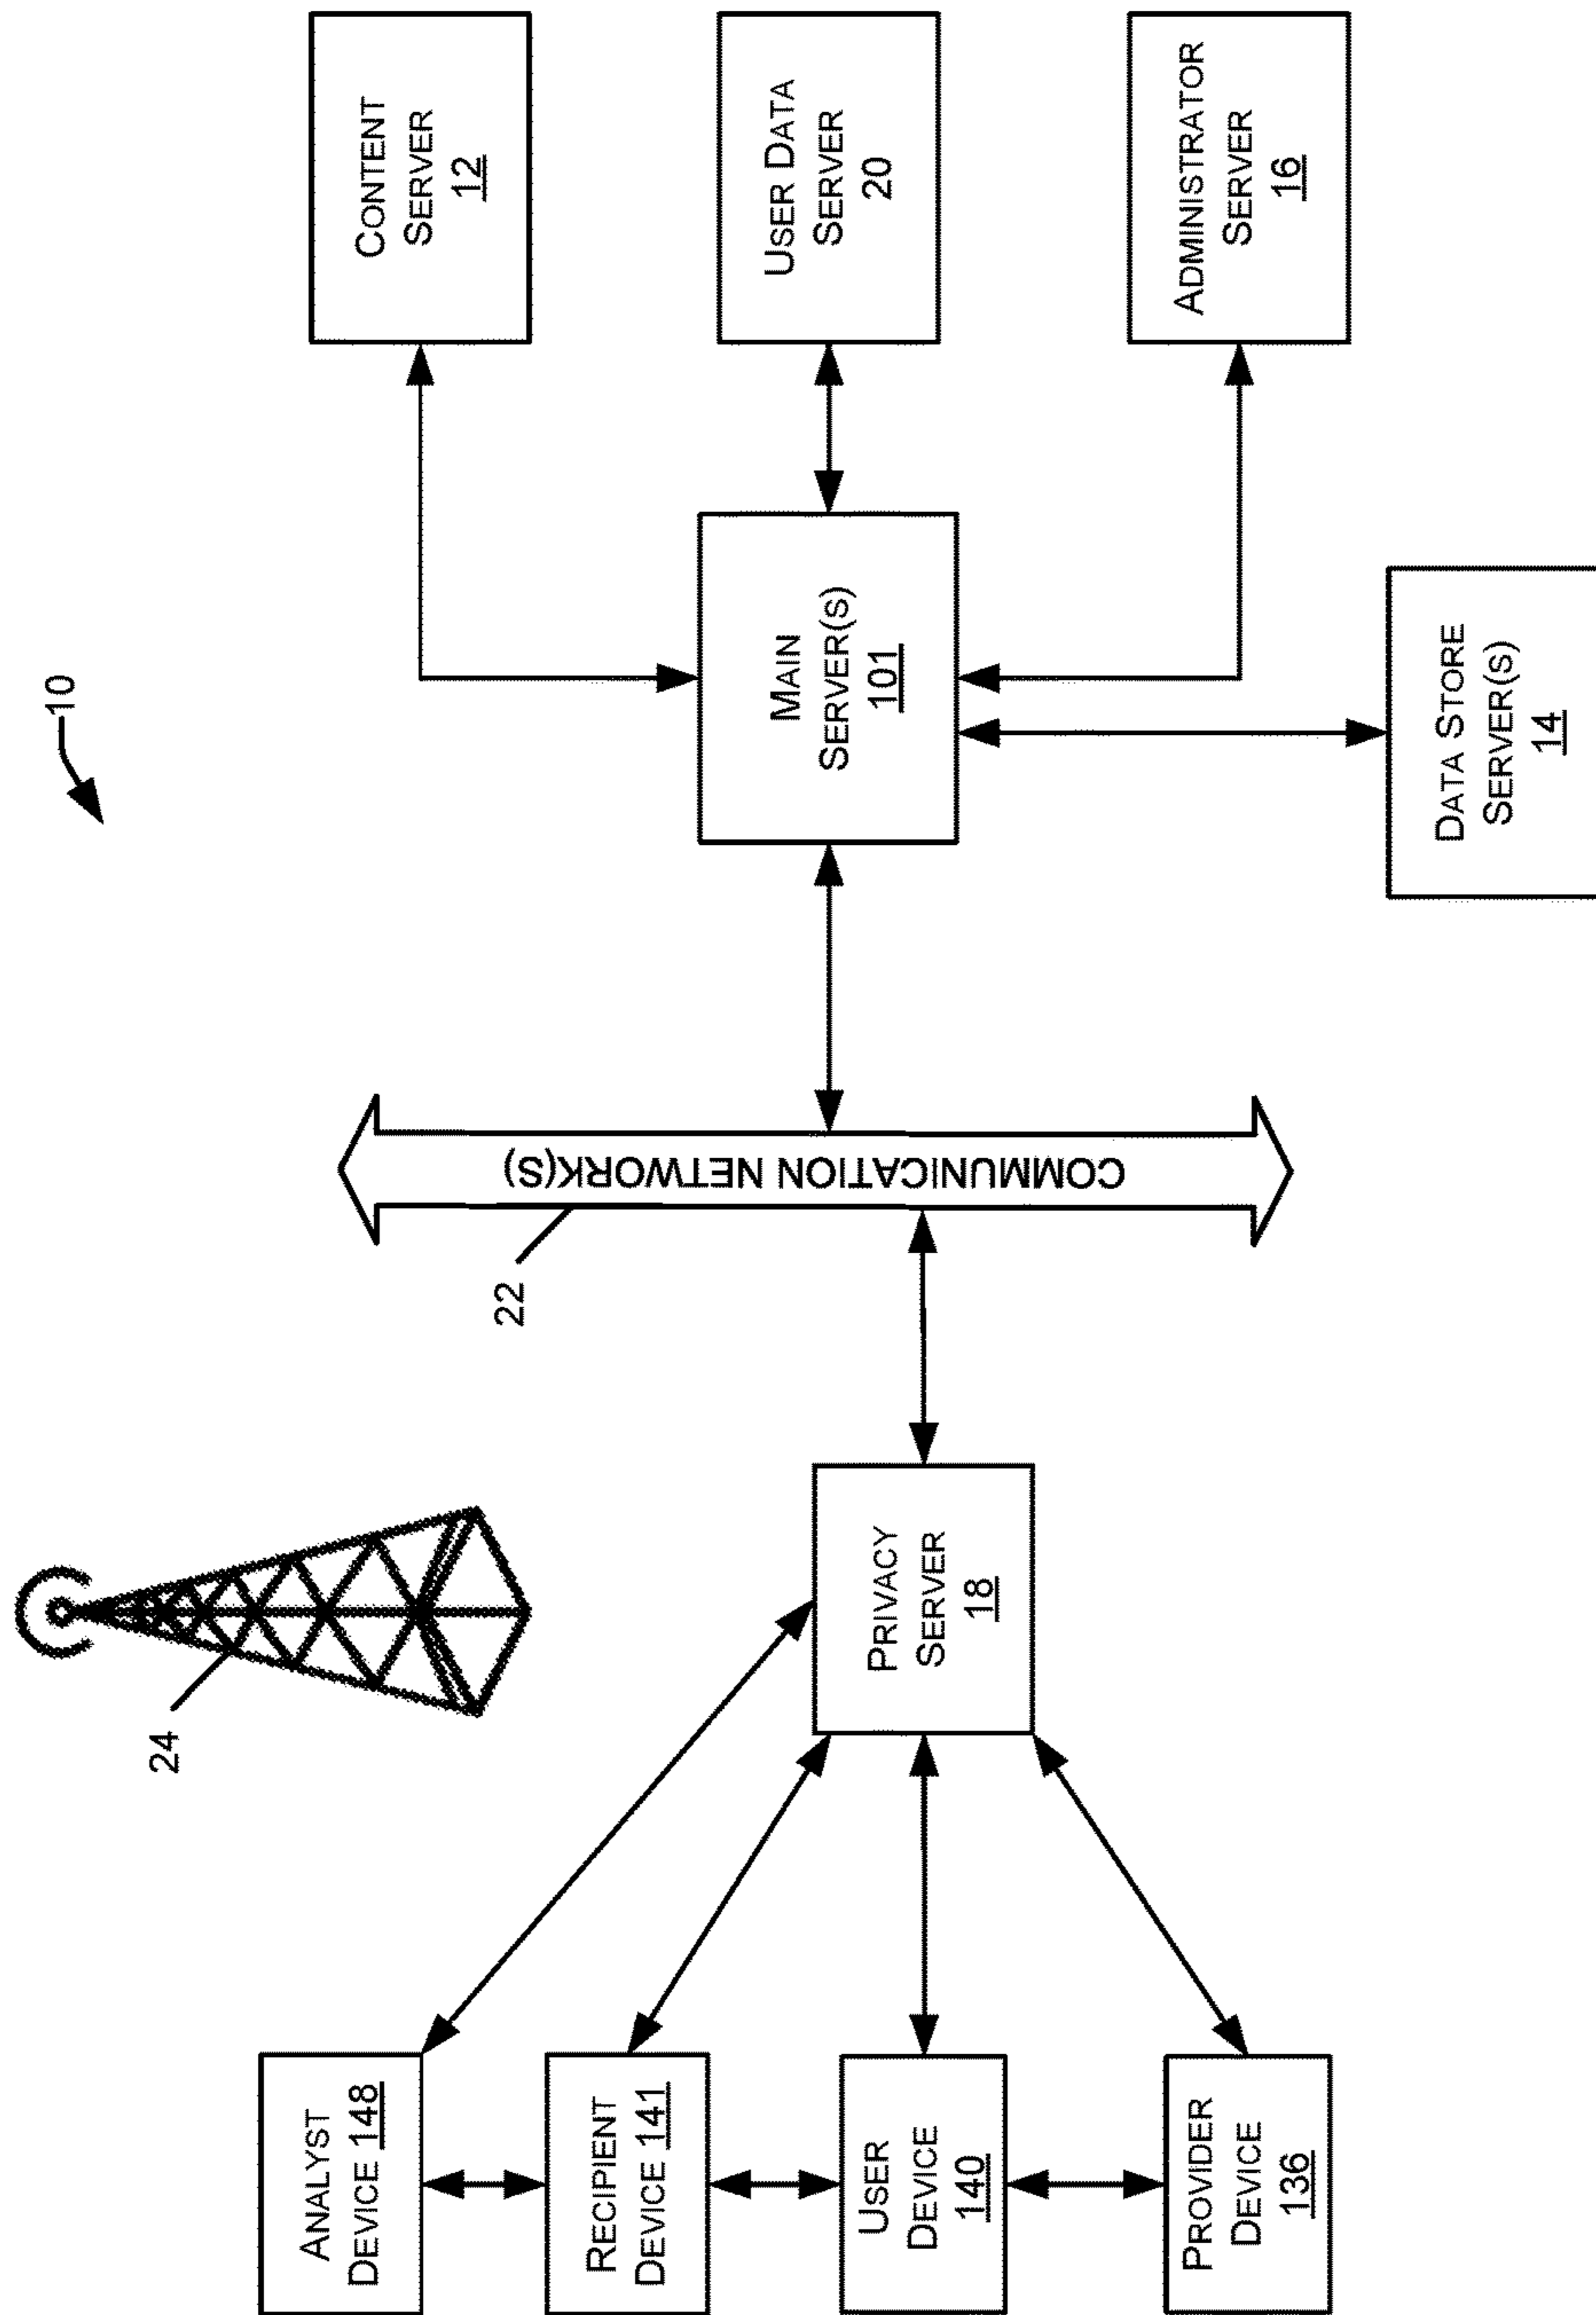 10
24
22
ANALYST
DEVICE 148
RECIPIENT
DEVICE 141
USER
DEVICE
140
PROVIDER
DEVICE
136
PRIVACY
SERVER
18
COMMUNICATION NETWORK(S)
MAIN
SERVER(S)
101
CONTENT
SERVER
12
USER DATA
SERVER
20
ADMINISTRATOR
SERVER
16
DATA STORE
SERVER(S)
14